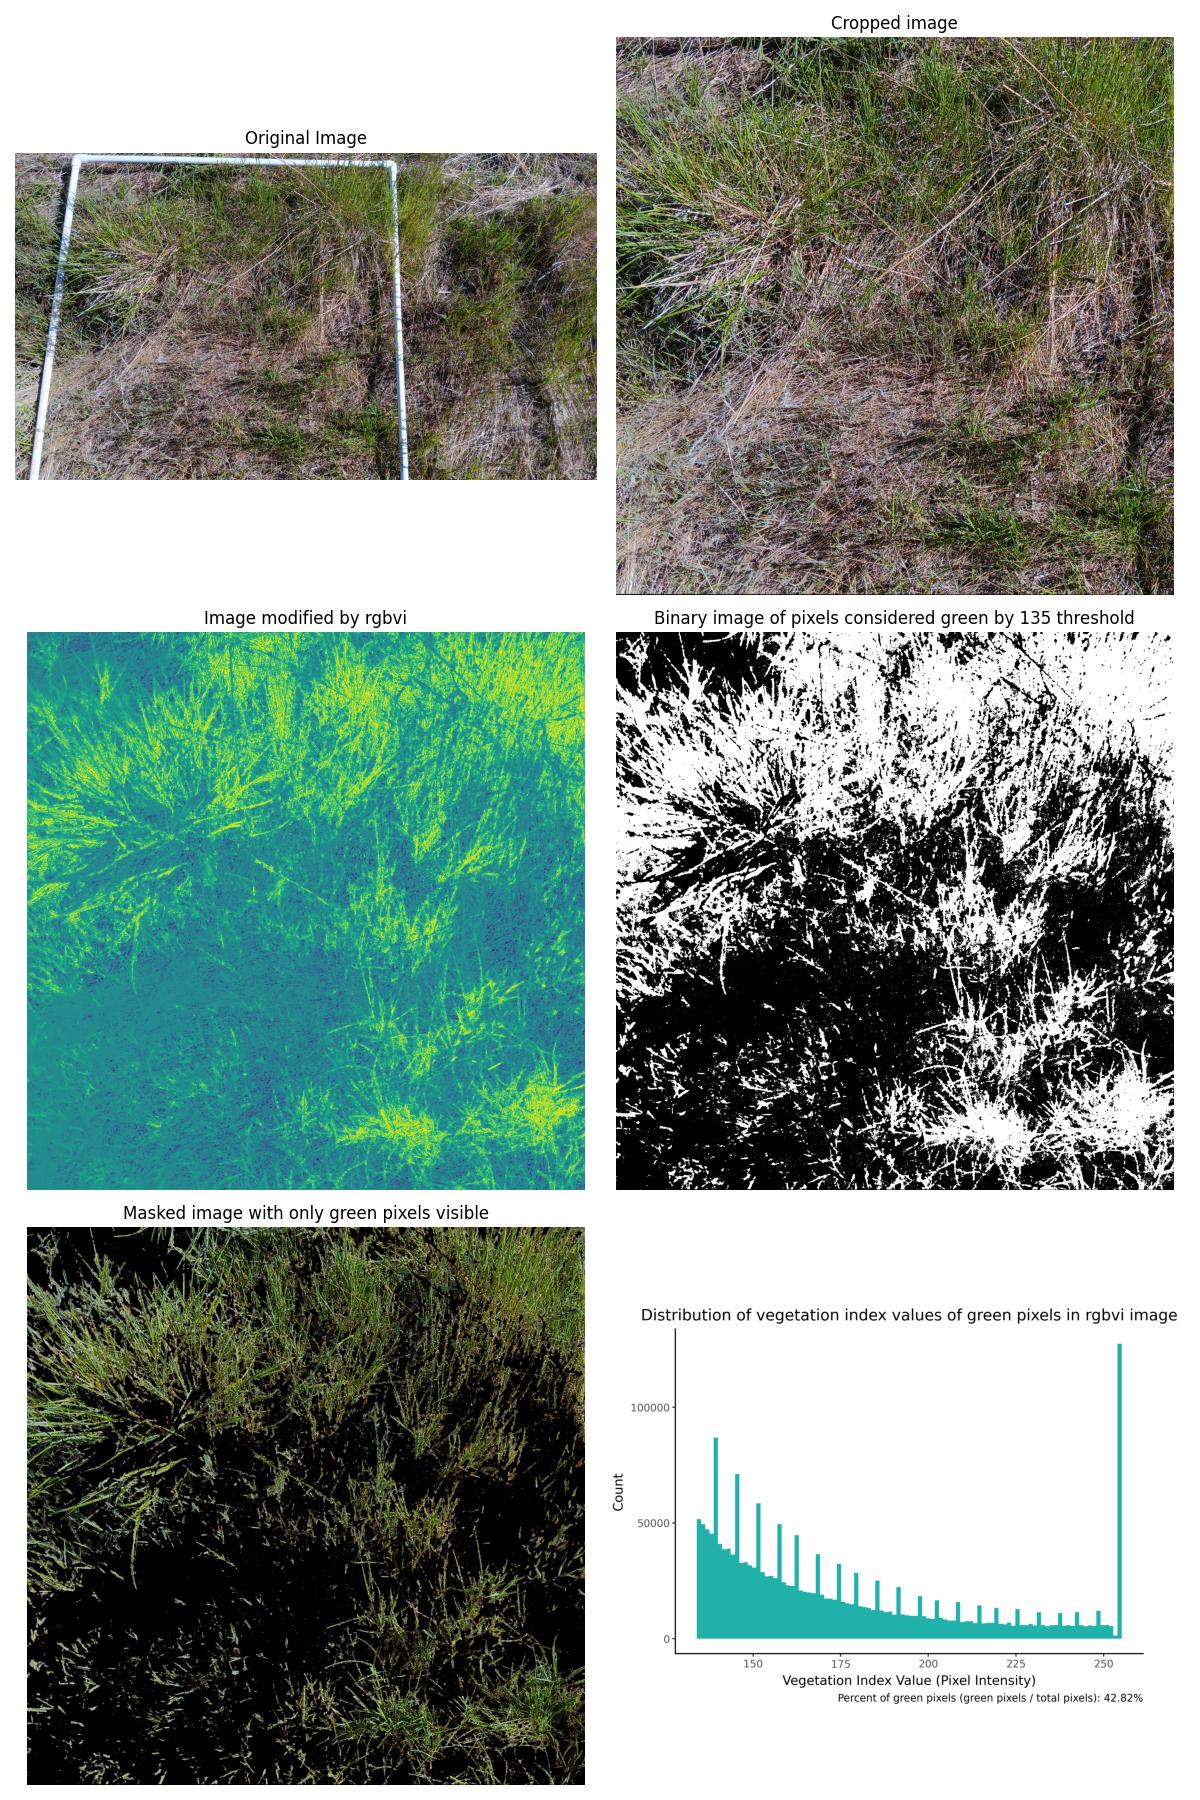 Cropped image
Original Image
Image modified by rgbvi
Binary image of pixels considered green by 135 threshold
Masked image with only green pixels visible
Distribution of vegetation index values of green pixels in rgbvi image
Count
100000
50000
0
150
175
200
225
250
Vegetation Index Value (Pixel Intensity)
Percent of green pixels (green pixels / total pixels): 42.82%